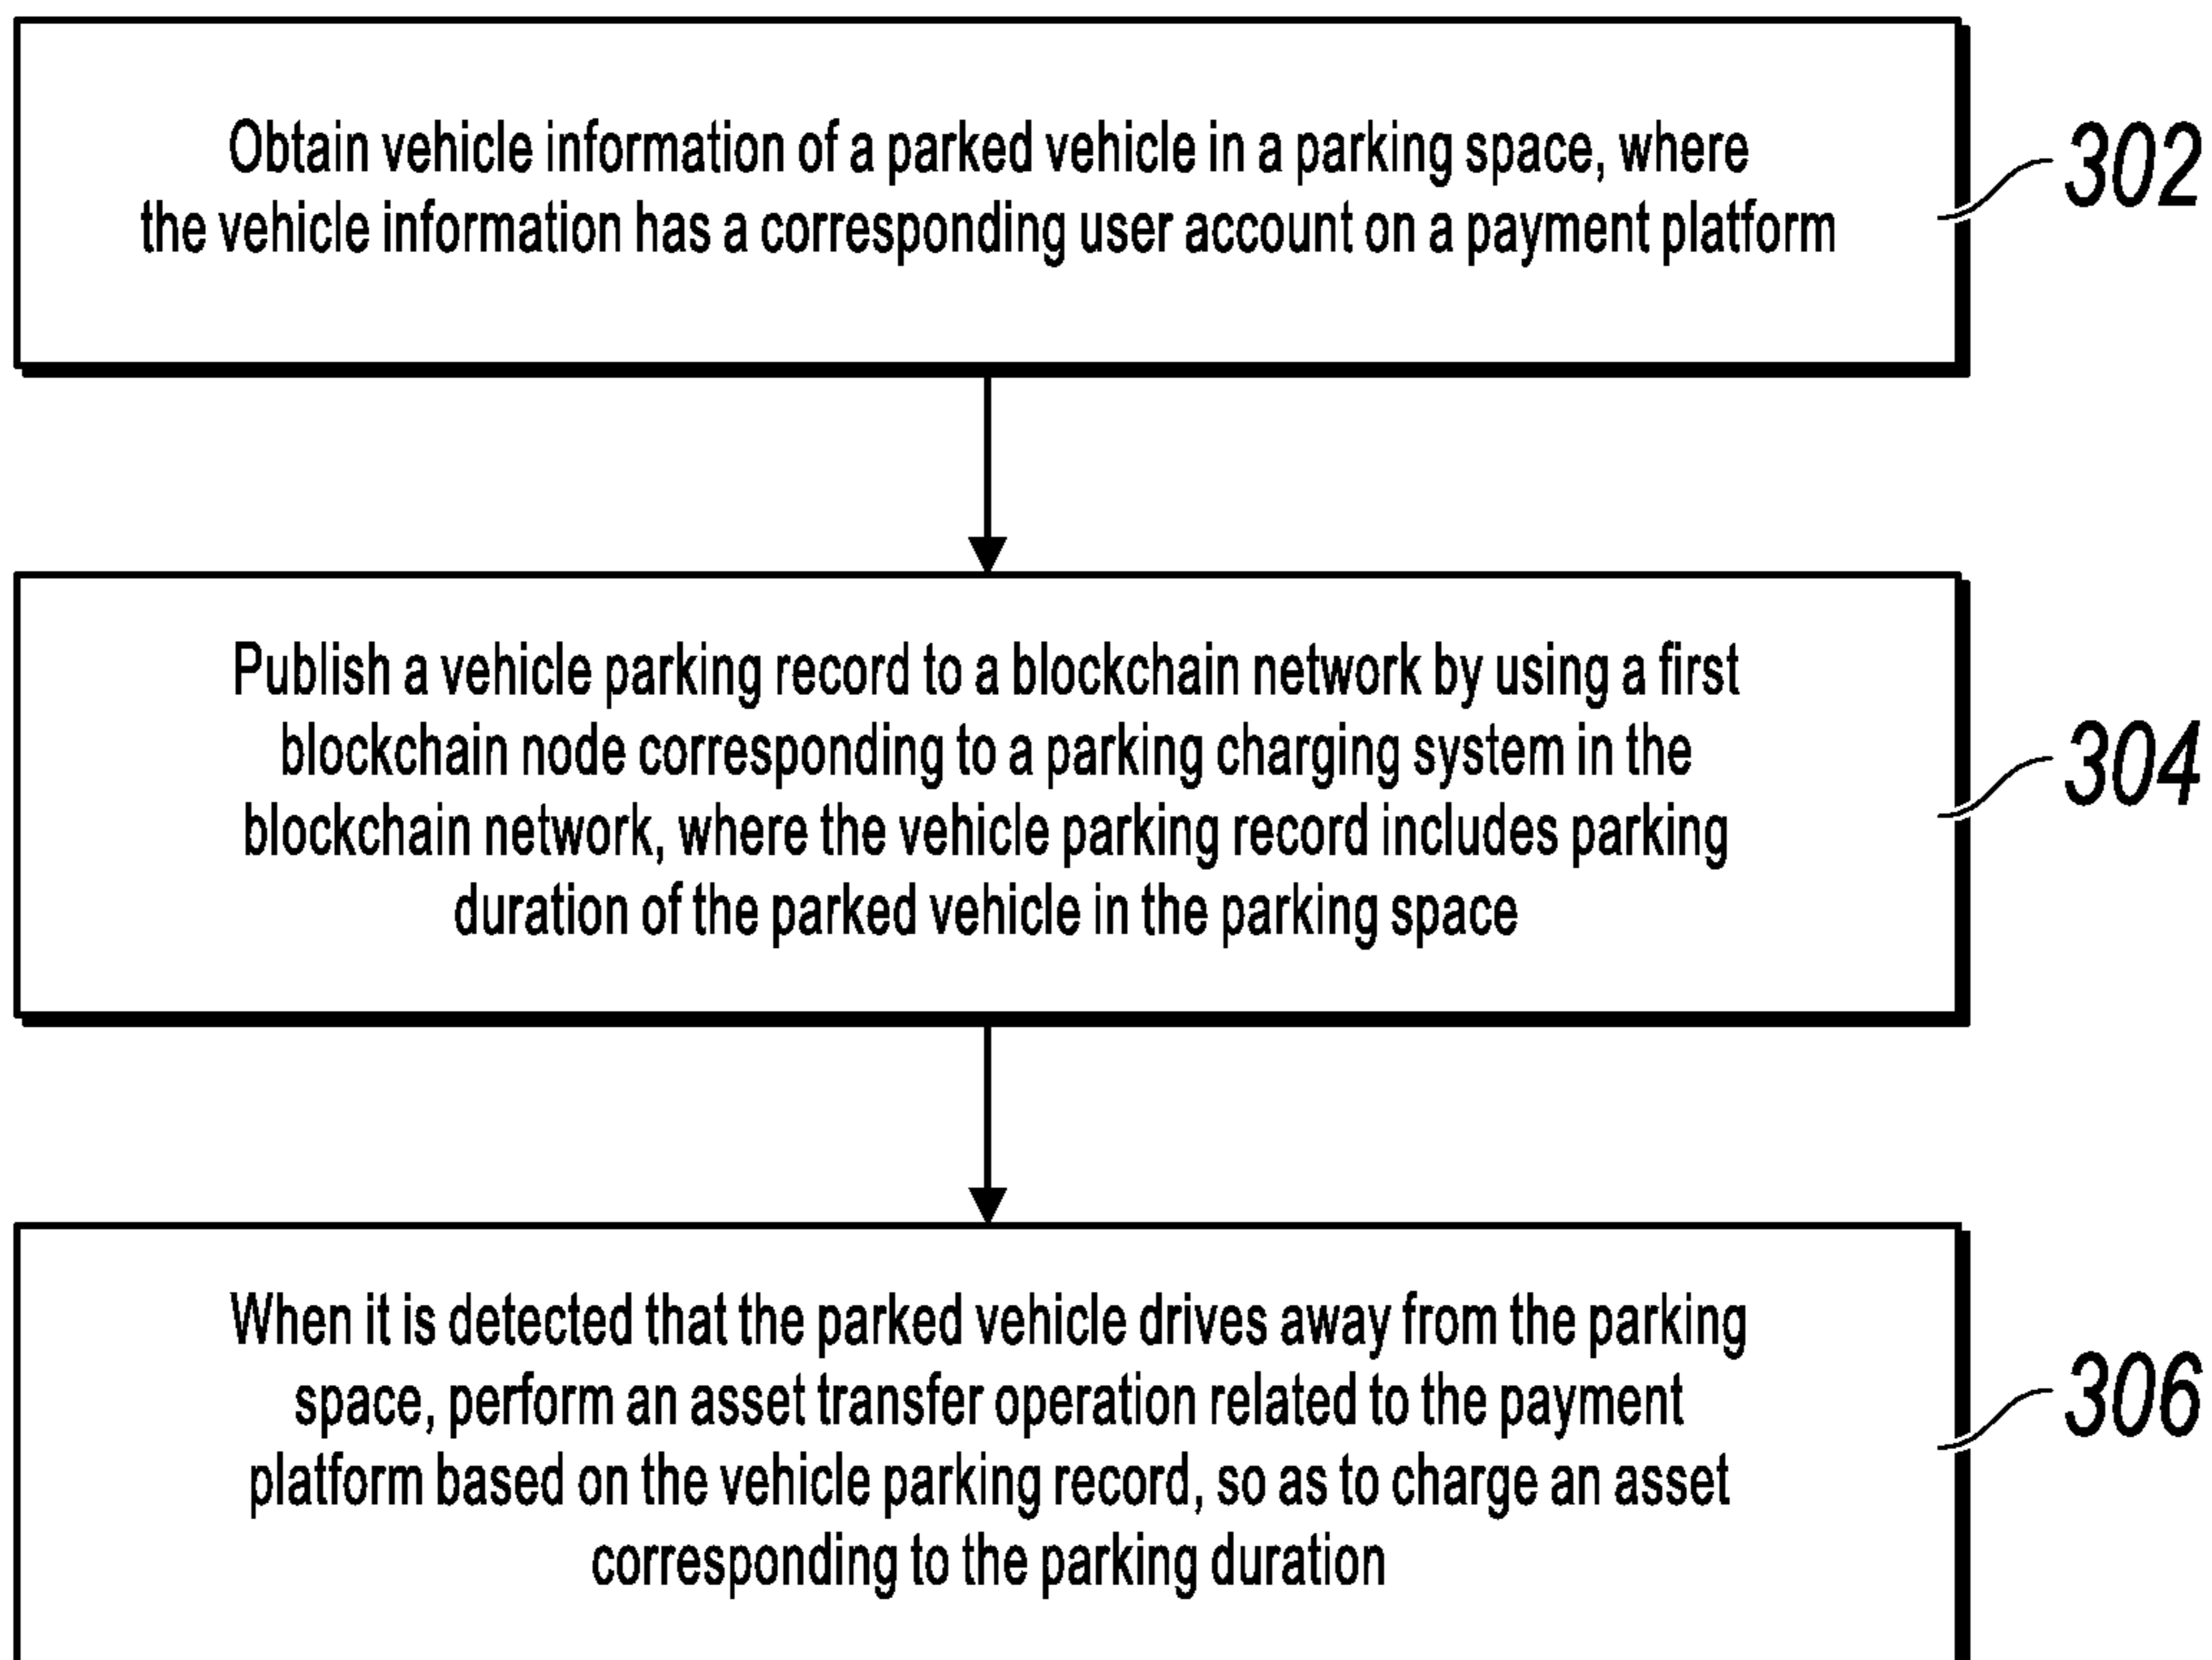 Obtain vehicle information of a parked vehicle in a parking space, where
the vehicle information has a corresponding user account on a payment platform
302
Publish a vehicle parking record to a blockchain network by using a first
blockchain node corresponding to a parking charging system in the
blockchain network, where the vehicle parking record includes parking
duration of the parked vehicle in the parking space
304
When it is detected that the parked vehicle drives away from the parking
space, perform an asset transfer operation related to the payment
platform based on the vehicle parking record, so as to charge an asset
corresponding to the parking duration
306